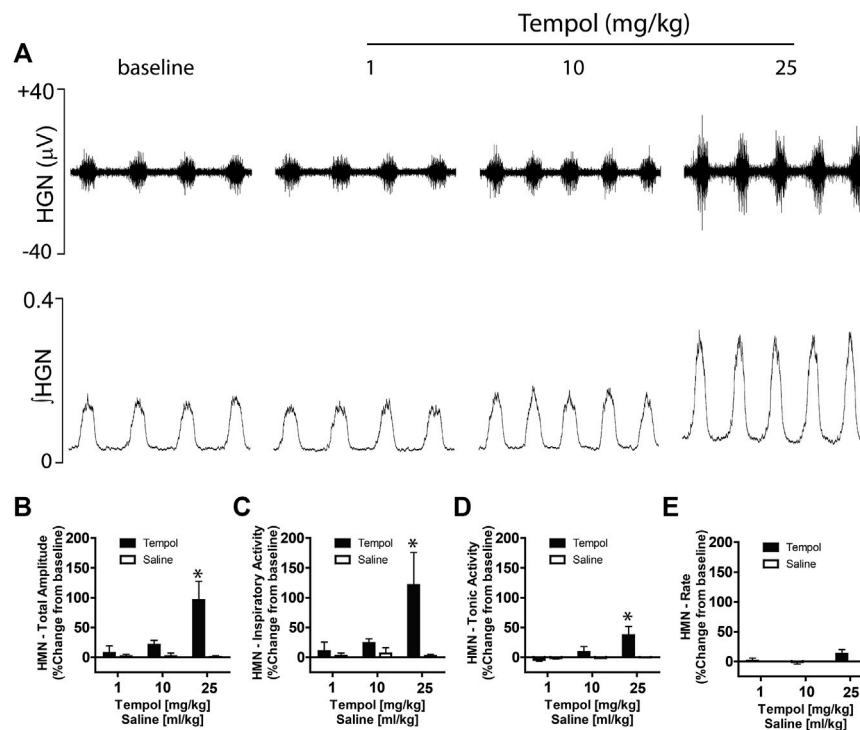 Tempol (mg/kg)
A
baseline
1
10
25
+40
HGN (µV)
-40
0.4
∫HGN
0
B
HMN - Total Amplitude
(%Change from baseline)
200
150
100
50
0
Tempol
Saline
*
1
10
25
Tempol [mg/kg]
Saline [ml/kg]
C
HMN - Inspiratory Activity
(%Change from baseline)
200
150
100
50
0
Tempol
Saline
*
1
10
25
Tempol [mg/kg]
Saline [ml/kg]
D
HMN - Tonic Activity
(%Change from baseline)
200
150
100
50
0
Tempol
Saline
*
1
10
25
Tempol [mg/kg]
Saline [ml/kg]
E
HMN - Rate
(%Change from baseline)
200
150
100
50
0
Tempol
Saline
1
10
25
Tempol [mg/kg]
Saline [ml/kg]